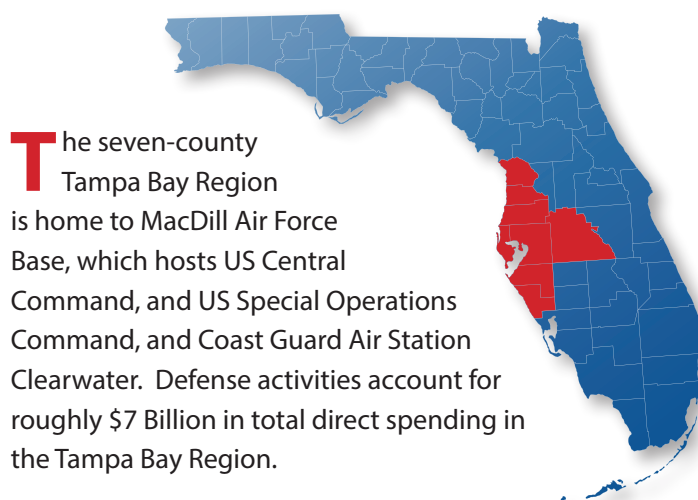 The seven-county
Tampa Bay Region
is home to MacDill Air Force
Base, which hosts US Central
Command, and US Special Operations
Command, and Coast Guard Air Station
Clearwater.  Defense activities account for
roughly $7 Billion in total direct spending in
the Tampa Bay Region.